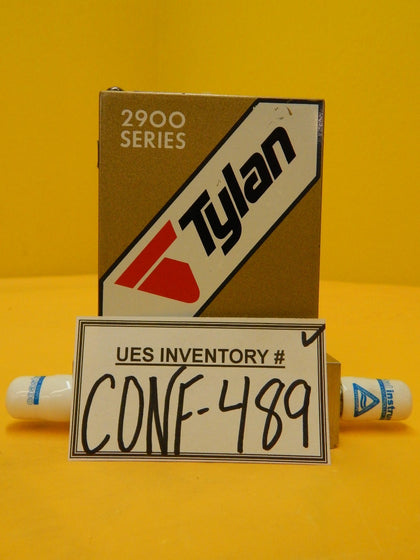 2900
SERIES
Tylan
UES INVENTORY #
CONF-489